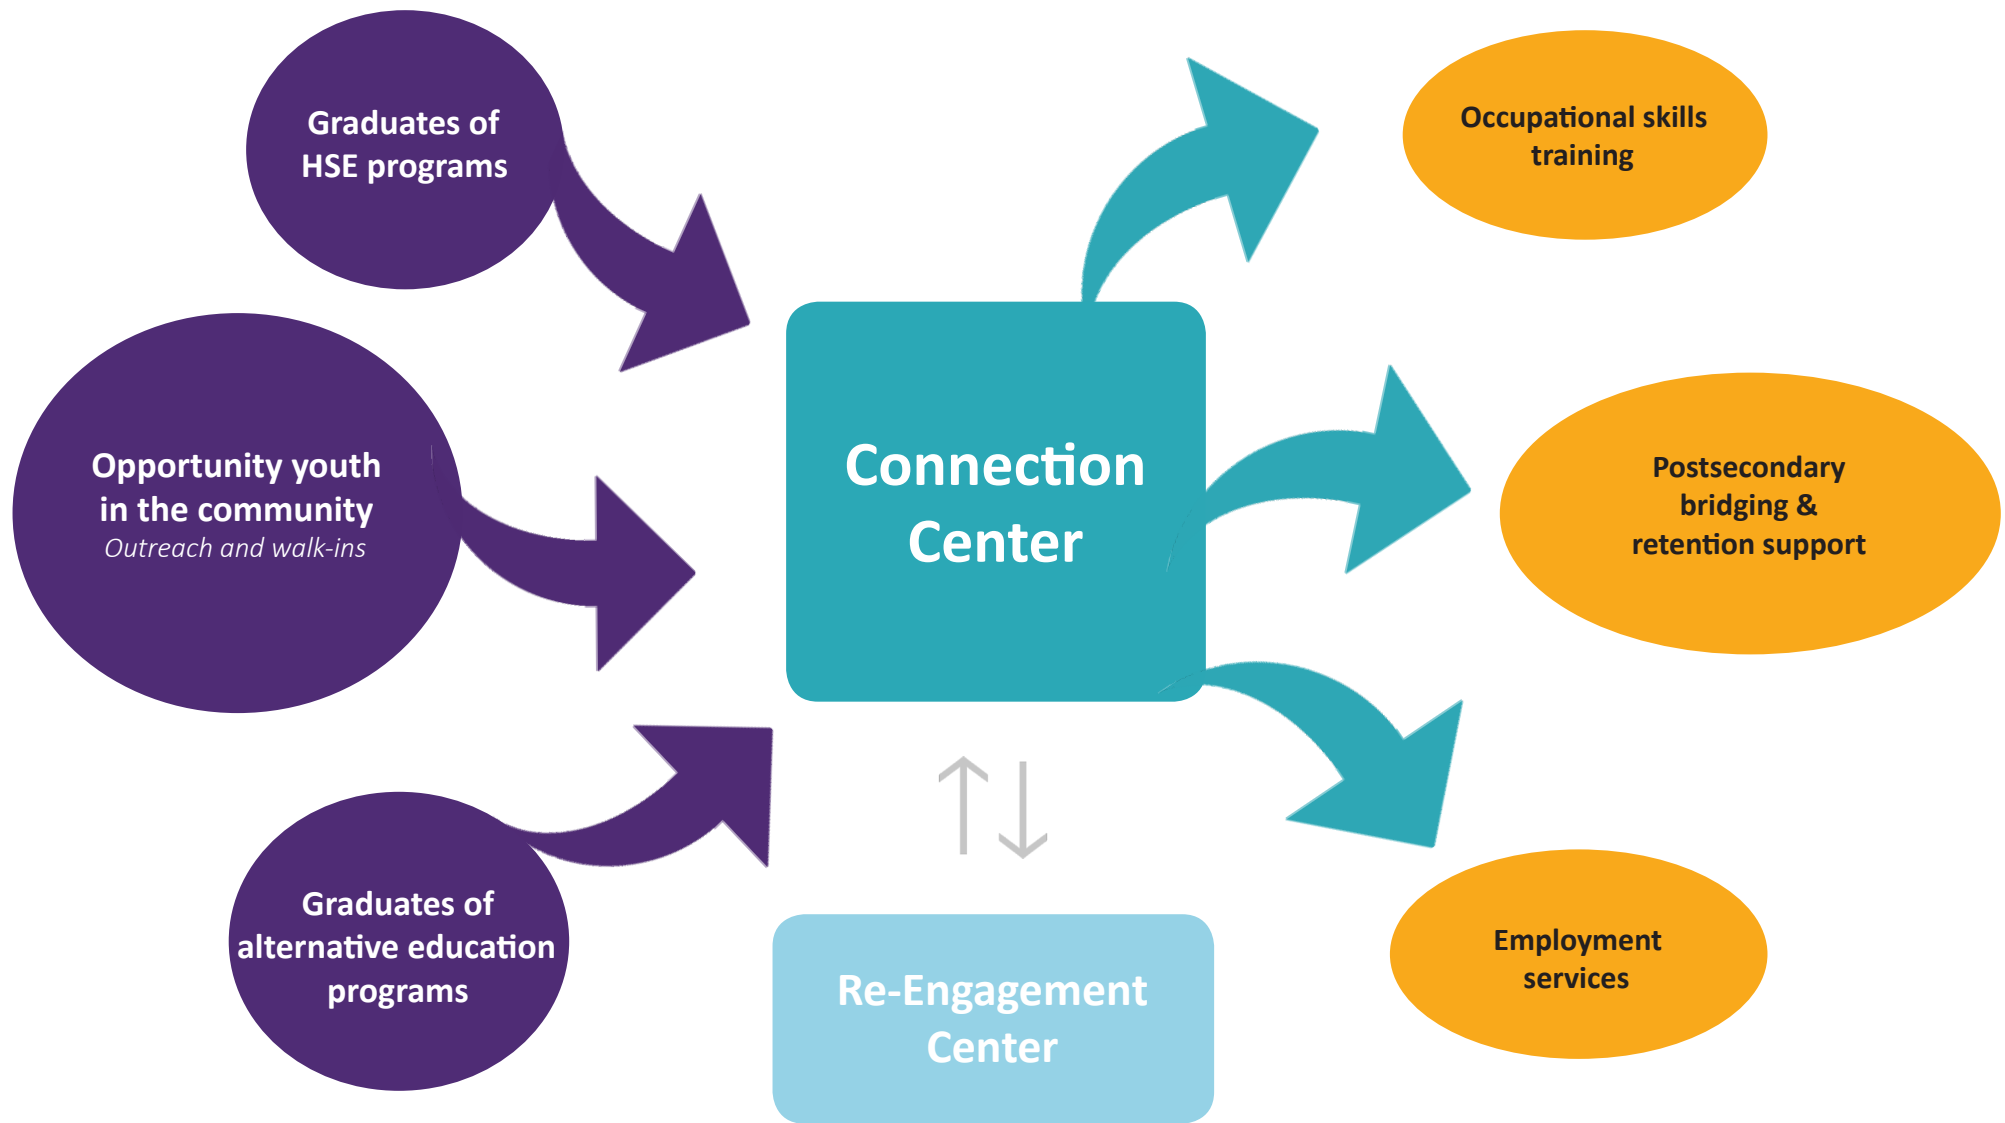 Graduates of
HSE programs
Opportunity youth
in the community
Outreach and walk-ins
Graduates of
alternative education
programs
Connection
Center
Re-Engagement
Center
Occupational skills
training
Postsecondary
bridging &
retention support
Employment
services